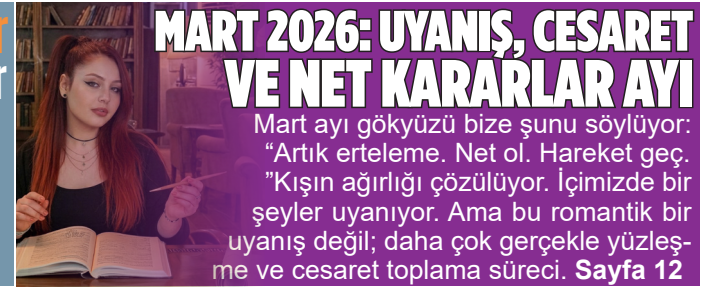 MART 2026: UYANIŞ, CESARET
VE NET KARARLAR AYI
Mart ayı gökyüzü bize şunu söylüyor:
“Artık erteleme. Net ol. Hareket geç.
”Kışın ağırlığı çözülüyor. İçimizde bir
şeyler uyanıyor. Ama bu romantik bir
uyanış değil; daha çok gerçekle yüzleş-
me ve cesaret toplama süreci. Sayfa 12